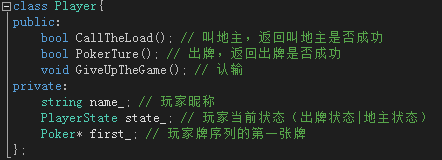 class Player{
public:
    bool CallTheLoad(); // 叫地主，返回叫地主是否成功
    bool PokerTure(); // 出牌，返回出牌是否成功
    void GiveUpTheGame(); // 认输
private:
    string name_; // 玩家昵称
    PlayerState state_; // 玩家当前状态（出牌状态|地主状态）
    Poker* first_; // 玩家牌序列的第一张牌
};